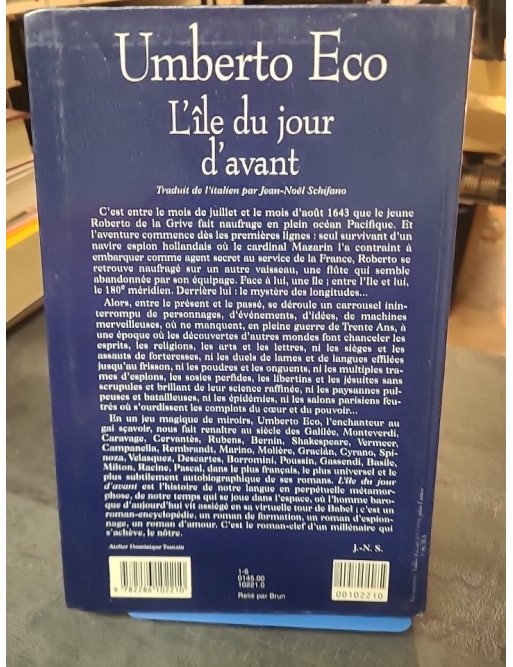 Umberto Eco
L'île du jour
d'avant
Traduit de l'italien par Jean-Noël Schifano
C'est entre le mois de juillet et le mois d'août 1643 que le jeune
Roberto de la Grive fait naufrage en plein océan Pacifique. Et
l'aventure commence dès les premières lignes : seul survivant d'un
navire espion hollandais où le cardinal Mazarin l'a contraint à
embarquer comme agent secret au service de la France, Roberto se
retrouve naufragé sur un autre vaisseau, une flûte qui semble
abandonnée par son équipage. Face à lui, une île ; entre l'Ile et lui,
le 180e méridien. Derrière lui : le mystère des longitudes...
Alors, entre le présent et le passé, se déroule un carrousel inin-
terrompu de personnages, d'événements, d'idées, de machines
merveilleuses, où ne manquent, en pleine guerre de Trente Ans, à
une époque où les découvertes d'autres mondes font chanceler les
esprits, les religions, les arts et les lettres, ni les sièges et les
assauts de forteresses, ni les duels de lames et de langues effilées
jusqu'au frisson, ni les poudres et les onguents, ni les multiples tra-
mes d'espions, les sosies perfides, les libertins et les jésuites sans
scrupules et brillant de leur science raffinée, ni les paysannes pul-
peuses et batailleuses, ni les épidémies, ni les salons parisiens feu-
trés où s'ourdissent les complots du cœur et du pouvoir...
En un jeu magique de miroirs, Umberto Eco, l'enchanteur au
gai sçavoir, nous fait renaître au siècle des Galilée, Monteverdi,
Caravage, Cervantès, Rubens, Bernin, Shakespeare, Vermeer,
Campanella, Rembrandt, Marino, Molière, Gracián, Cyrano, Spi-
noza, Velasquez, Descartes, Borromini, Poussin, Gassendi, Basile,
Milton, Racine, Pascal, dans le plus français, le plus universel et le
plus subtilement autobiographique de ses romans. L'île du jour
d'avant est l'histoire de notre langue en perpétuelle métamor-
phose, de notre temps qui se joue dans l'espace, où l'homme baro-
que d'aujourd'hui vit assiégé en sa virtuelle tour de Babel ; c'est un
roman-encyclopédie, un roman de formation, un roman d'espion-
nage, un roman d'amour. C'est le roman-clef d'un millénaire qui
s'achève, le nôtre.
J.-N. S.
Atelier Dominique Toutain
9 782286 102210
1-6
0145.00
10221.0
Relié par Brun
00102210